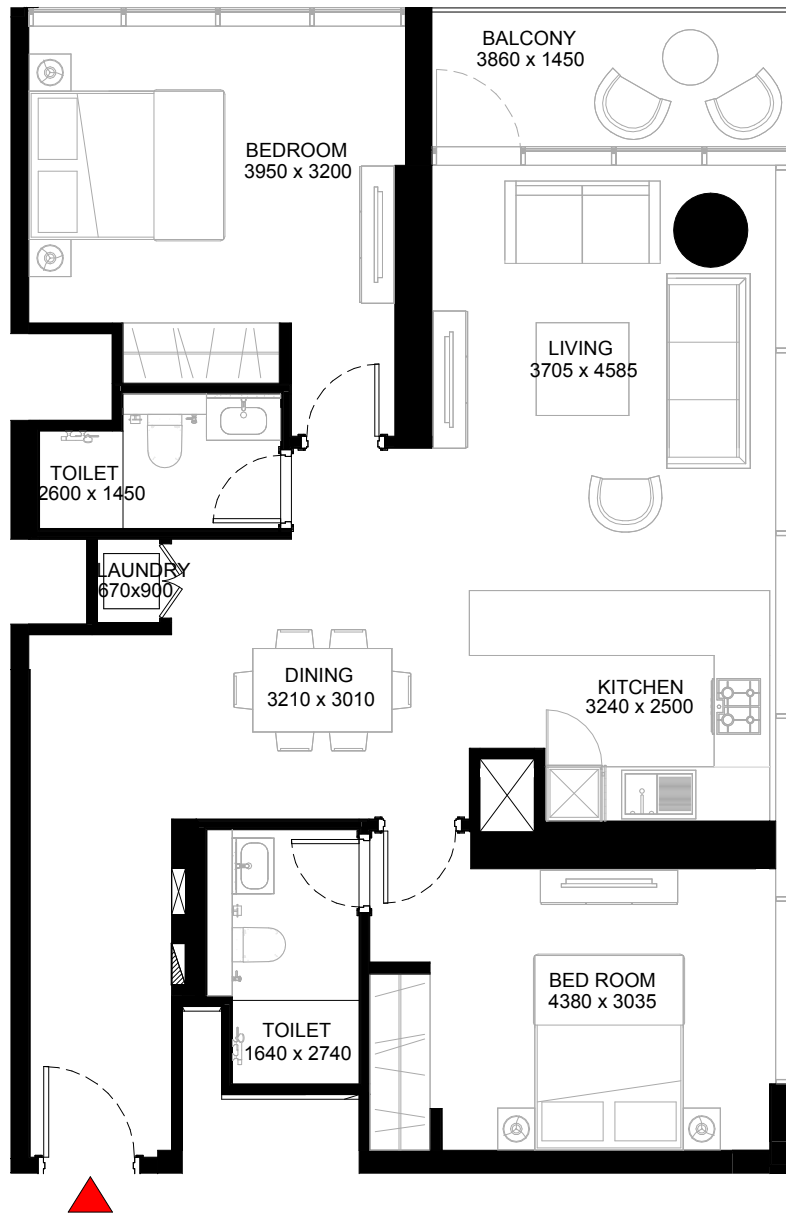 BALCONY
3860 x 1450
BEDROOM
3950 x 3200
LIVING
3705 x 4585
TOILET
2600 x 1450
LAUNDRY
670x900
DINING
3210 x 3010
KITCHEN
3240 x 2500
BED ROOM
4380 x 3035
TOILET
1640 x 2740